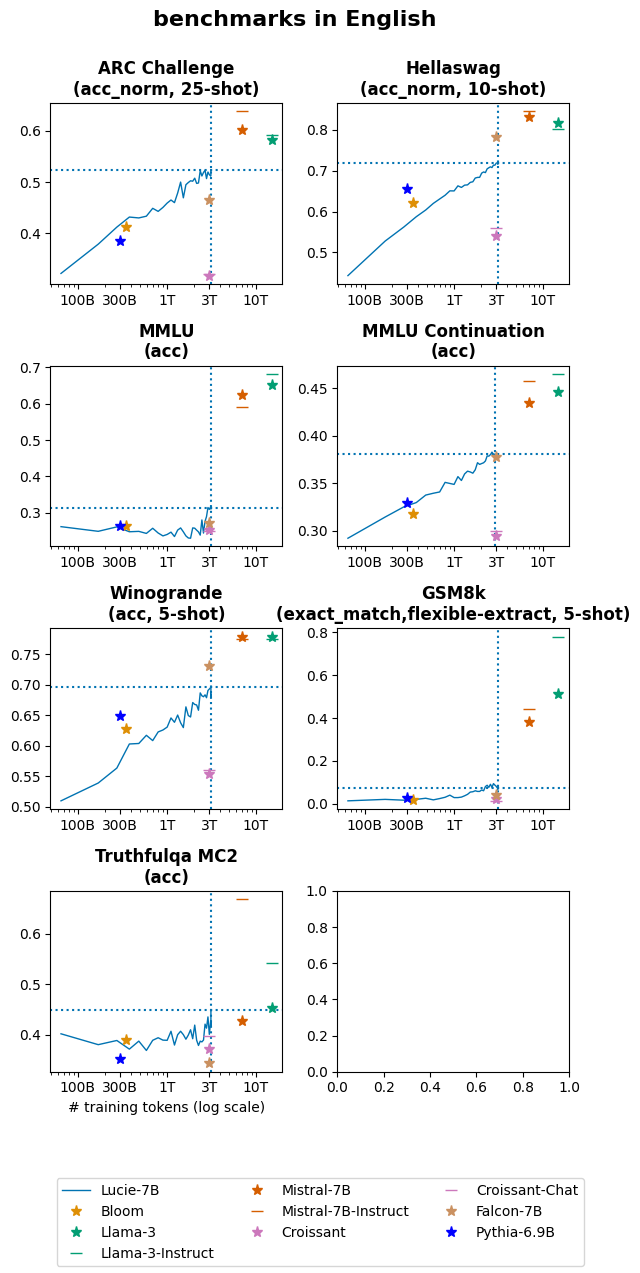 benchmarks in English
ARC Challenge
(acc_norm, 25-shot)
0.6
0.5
0.4
100B 300B 1T 3T 10T
Hellaswag
(acc_norm, 10-shot)
0.8
0.7
0.6
0.5
100B 300B 1T 3T 10T
MMLU
(acc)
0.7
0.6
0.5
0.4
0.3
100B 300B 1T 3T 10T
MMLU Continuation
(acc)
0.45
0.40
0.35
0.30
100B 300B 1T 3T 10T
Winogrande
(acc, 5-shot)
0.75
0.70
0.65
0.60
0.55
0.50
100B 300B 1T 3T 10T
GSM8k
(exact_match,flexible-extract, 5-shot)
0.8
0.6
0.4
0.2
0.0
100B 300B 1T 3T 10T
Truthfulqa MC2
(acc)
0.6
0.5
0.4
100B 300B 1T 3T 10T
# training tokens (log scale)
1.0
0.8
0.6
0.4
0.2
0.0
0.0 0.2 0.4 0.6 0.8 1.0
Lucie-7B
Bloom
Llama-3
Llama-3-Instruct
Mistral-7B
Mistral-7B-Instruct
Croissant
Croissant-Chat
Falcon-7B
Pythia-6.9B